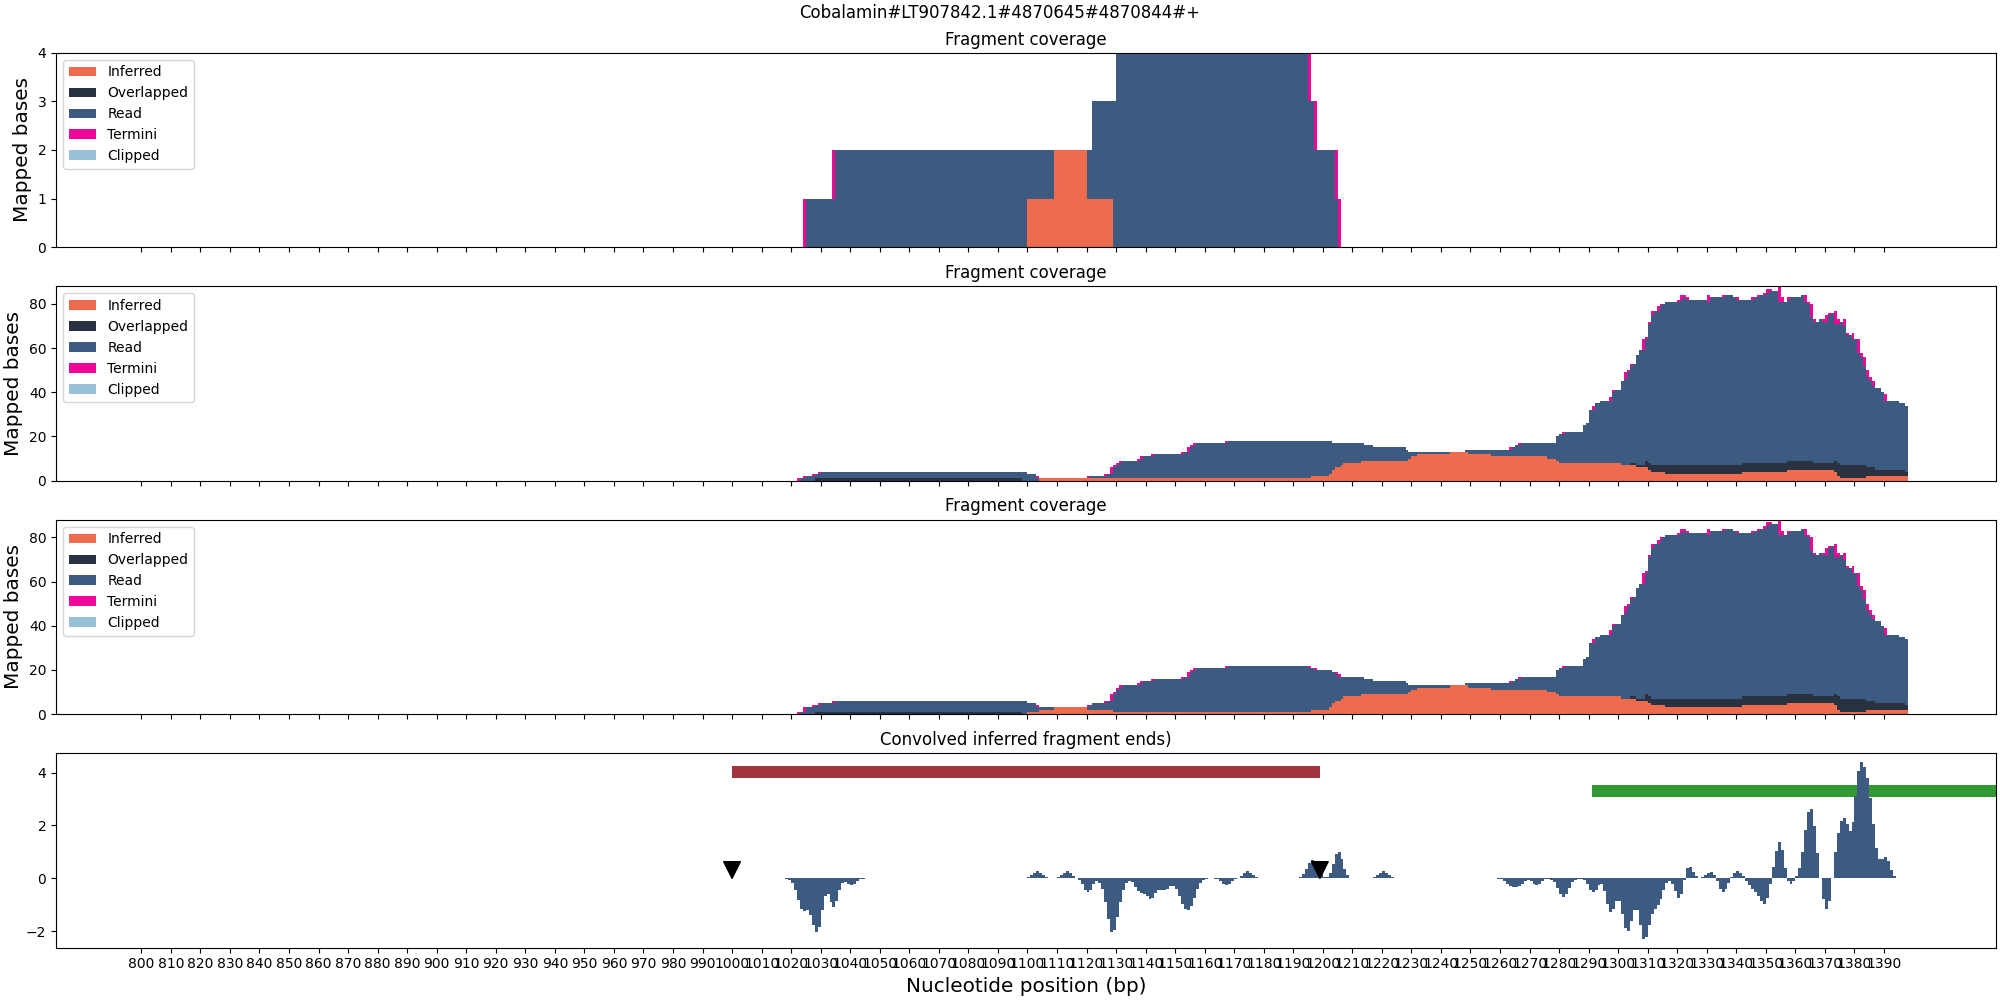 Cobalamin#LT907842.1#4870645#4870844#+
Fragment coverage
Mapped bases
4
3
2
1
0
Inferred
Overlapped
Read
Termini
Clipped
Fragment coverage
Mapped bases
80
60
40
20
0
Inferred
Overlapped
Read
Termini
Clipped
Fragment coverage
Mapped bases
80
60
40
20
0
Inferred
Overlapped
Read
Termini
Clipped
Convolved inferred fragment ends)
4
2
0
−2
800 810 820 830 840 850 860 870 880 890 900 910 920 930 940 950 960 970 980 990 1000 1010 1020 1030 1040 1050 1060 1070 1080 1090 1100 1110 1120 1130 1140 1150 1160 1170 1180 1190 1200 1210 1220 1230 1240 1250 1260 1270 1280 1290 1300 1310 1320 1330 1340 1350 1360 1370 1380 1390
Nucleotide position (bp)